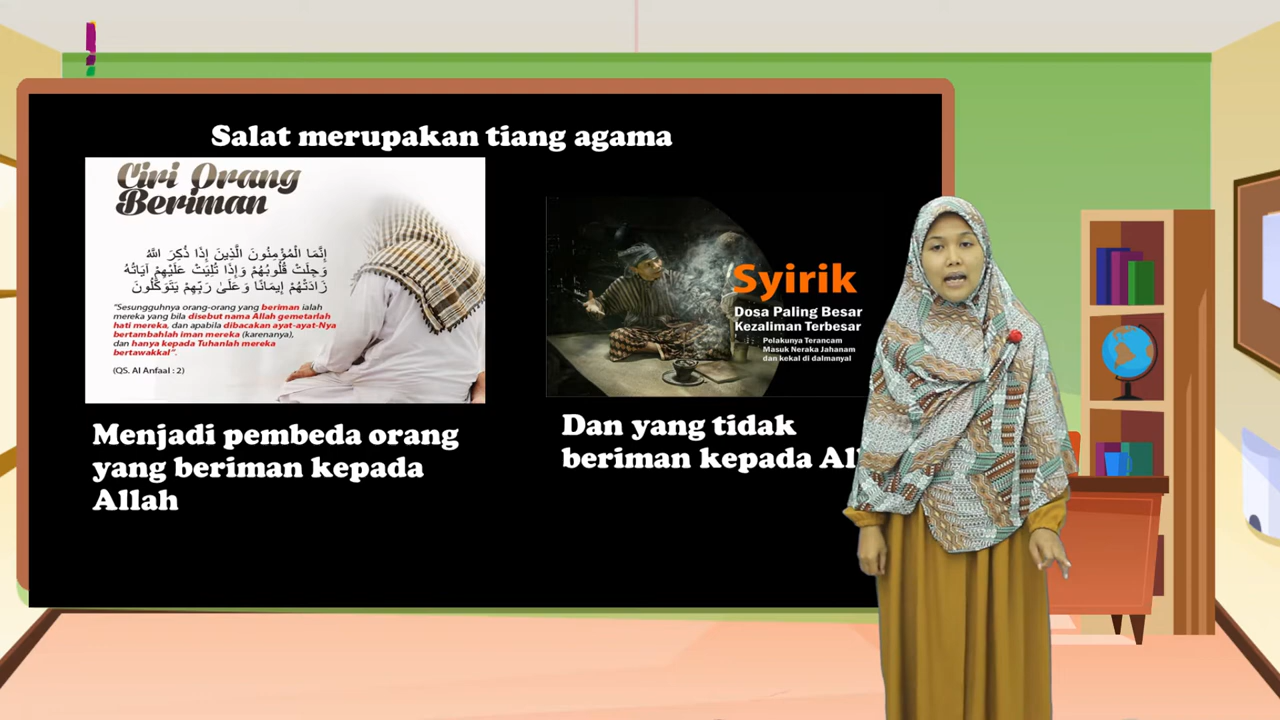 Salat merupakan tiang agama
Ciri Orang
Beriman
إِنَّمَا الْمُؤْمِنُونَ الَّذِينَ إِذَا ذُكِرَ اللَّهُ
وَجِلَتْ قُلُوبُهُمْ وَإِذَا تُلِيَتْ عَلَيْهِمْ آيَاتُهُ
زَادَتْهُمْ إِيمَانًا وَعَلَىٰ رَبِّهِمْ يَتَوَكَّلُونَ
"Sesungguhnya orang-orang yang beriman ialah
mereka yang bila disebut nama Allah gemetarlah
hati mereka, dan apabila dibacakan ayat-ayat-Nya
bertambahlah iman mereka (karenanya),
dan hanya kepada Tuhanlah mereka
bertawakkal".
(QS. Al Anfaal : 2)
Menjadi pembeda orang
yang beriman kepada
Allah
Syirik
Dosa Paling Besar
Kezaliman Terbesar
Pelakunya Terancam
Masuk Neraka Jahanam
dan kekal di dalmanyal
Dan yang tidak
beriman kepada Al